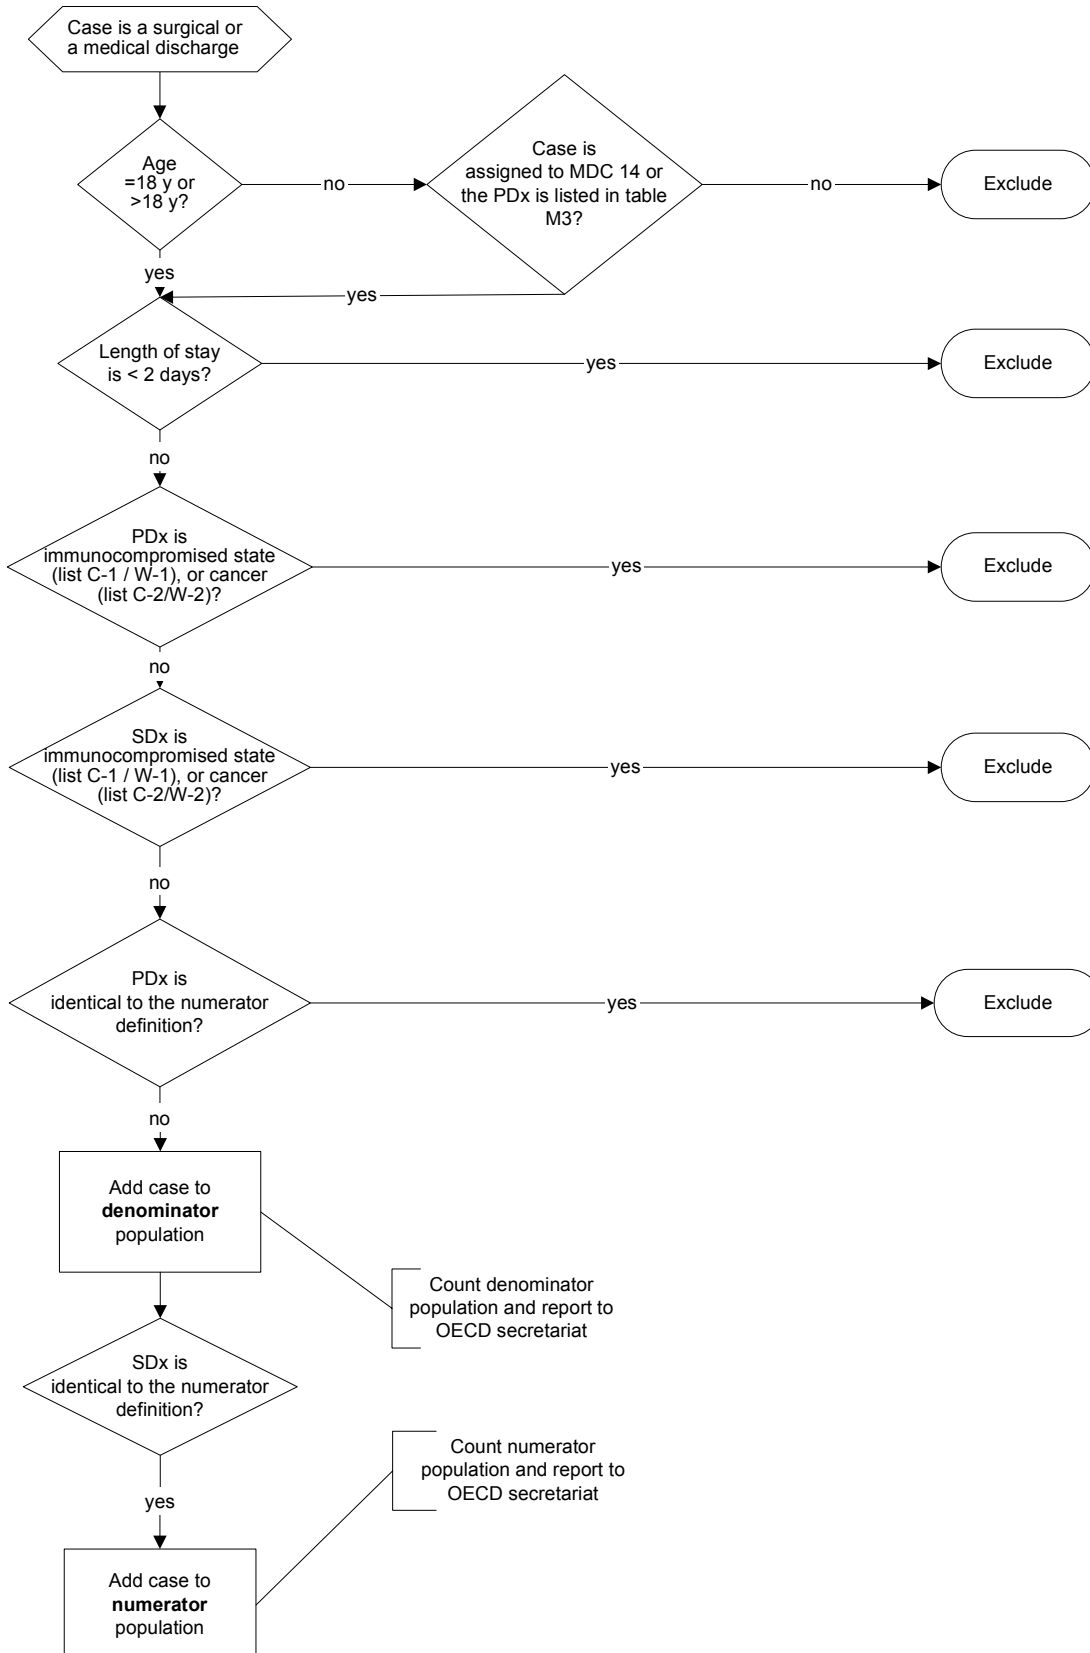 Case is a surgical or
a medical discharge
Age
=18 y or
>18 y?
no
Case is
assigned to MDC 14 or
the PDx is listed in table
M3?
no
Exclude
yes
yes
Length of stay
is < 2 days?
yes
Exclude
no
PDx is
immunocompromised state
(list C-1 / W-1), or cancer
(list C-2/W-2)?
yes
Exclude
no
SDx is
immunocompromised state
(list C-1 / W-1), or cancer
(list C-2/W-2)?
yes
Exclude
no
PDx is
identical to the numerator
definition?
yes
Exclude
no
Add case to
denominator
population
Count denominator
population and report to
OECD secretariat
SDx is
identical to the numerator
definition?
Count numerator
population and report to
OECD secretariat
yes
Add case to
numerator
population